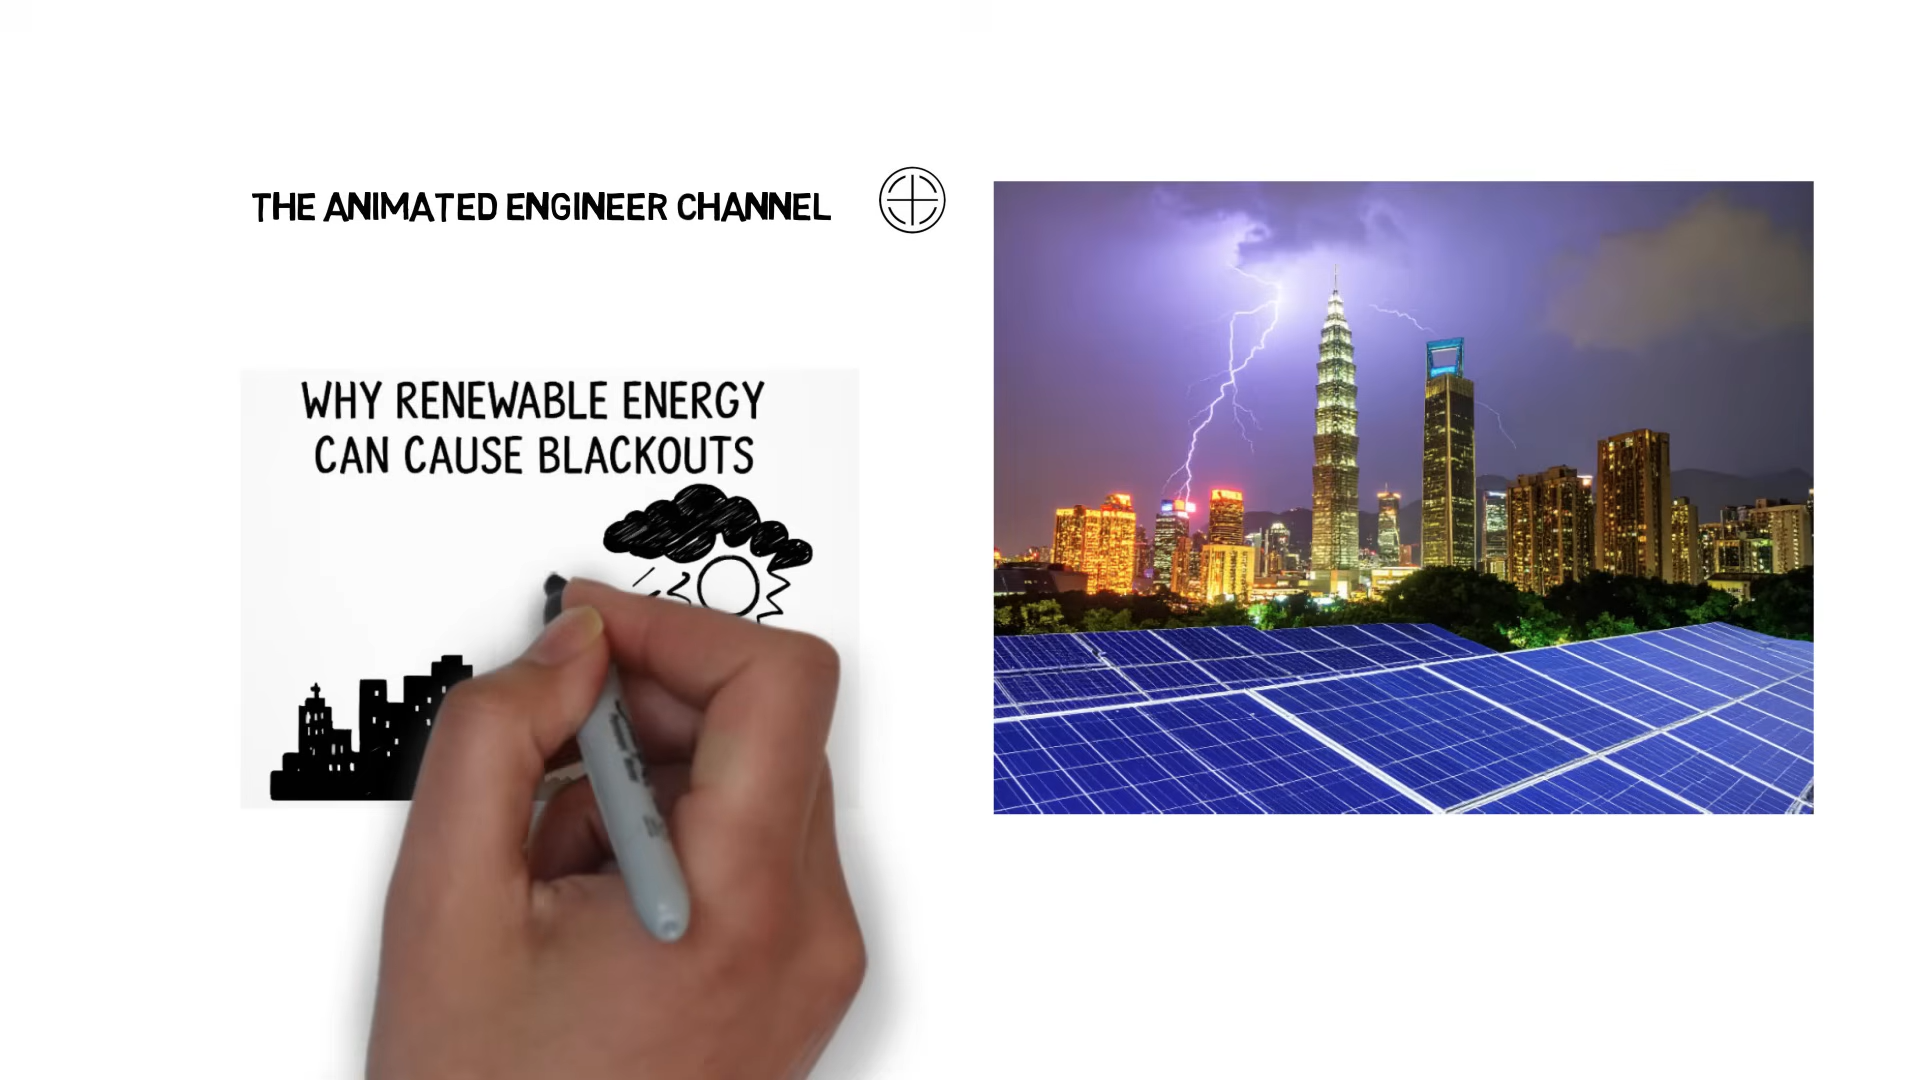 THE ANIMATED ENGINEER CHANNEL
WHY RENEWABLE ENERGY
CAN CAUSE BLACKOUTS